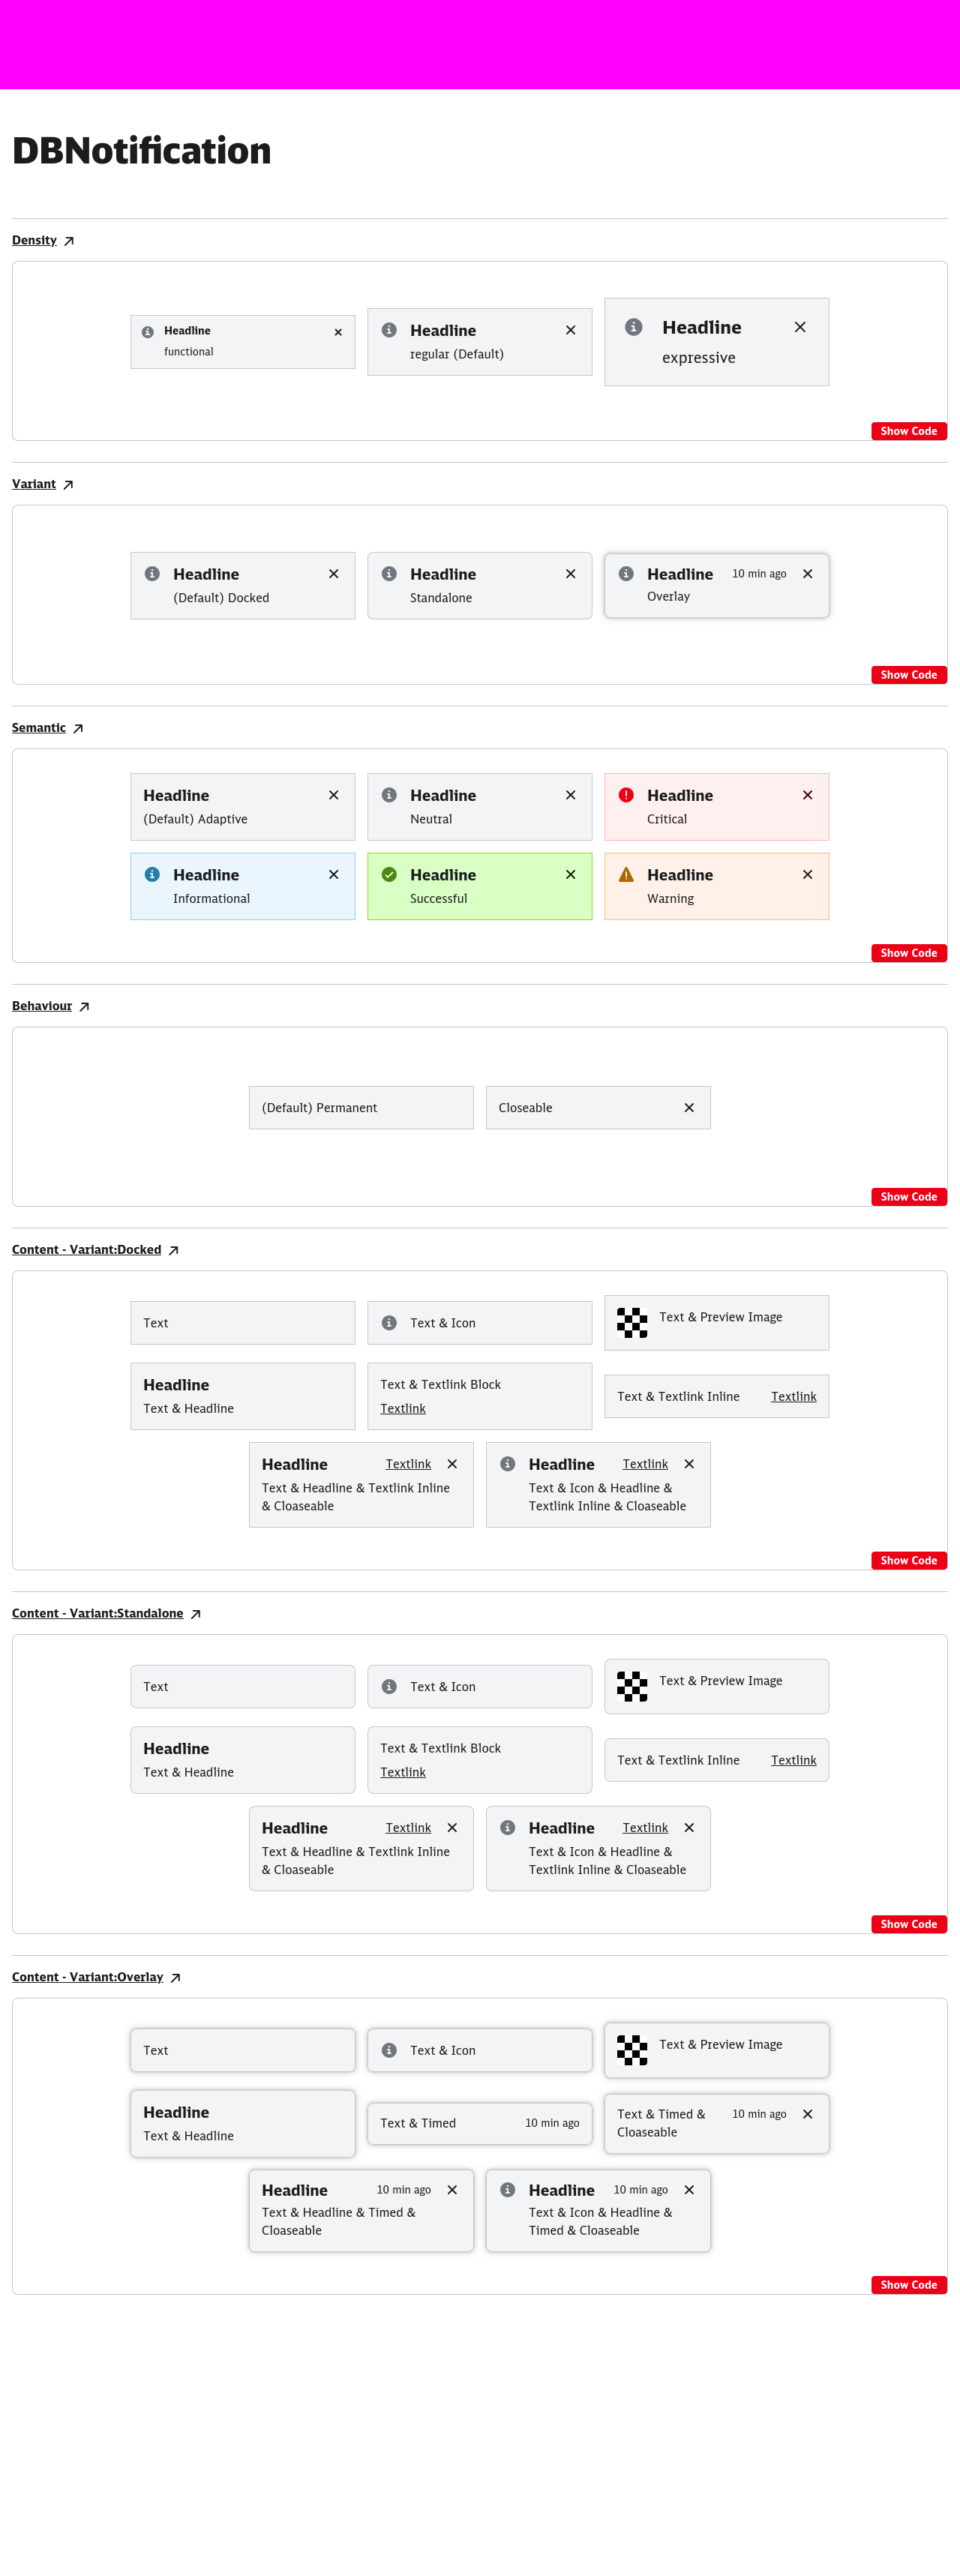 DBNotification
Density
Headline
functional
Headline
regular (Default)
Headline
expressive
Show Code
Variant
Headline
(Default) Docked
Headline
Standalone
Headline 10 min ago
Overlay
Show Code
Semantic
Headline
(Default) Adaptive
Headline
Neutral
Headline
Critical
Headline
Informational
Headline
Successful
Headline
Warning
Show Code
Behaviour
(Default) Permanent
Closeable
Show Code
Content - Variant:Docked
Text
Text & Icon
Text & Preview Image
Headline
Text & Headline
Text & Textlink Block
Textlink
Text & Textlink Inline Textlink
Headline Textlink
Text & Headline & Textlink Inline
& Cloaseable
Headline Textlink
Text & Icon & Headline &
Textlink Inline & Cloaseable
Show Code
Content - Variant:Standalone
Text
Text & Icon
Text & Preview Image
Headline
Text & Headline
Text & Textlink Block
Textlink
Text & Textlink Inline Textlink
Headline Textlink
Text & Headline & Textlink Inline
& Cloaseable
Headline Textlink
Text & Icon & Headline &
Textlink Inline & Cloaseable
Show Code
Content - Variant:Overlay
Text
Text & Icon
Text & Preview Image
Headline
Text & Headline
Text & Timed 10 min ago
Text & Timed & 10 min ago
Cloaseable
Headline 10 min ago
Text & Headline & Timed &
Cloaseable
Headline 10 min ago
Text & Icon & Headline &
Timed & Cloaseable
Show Code